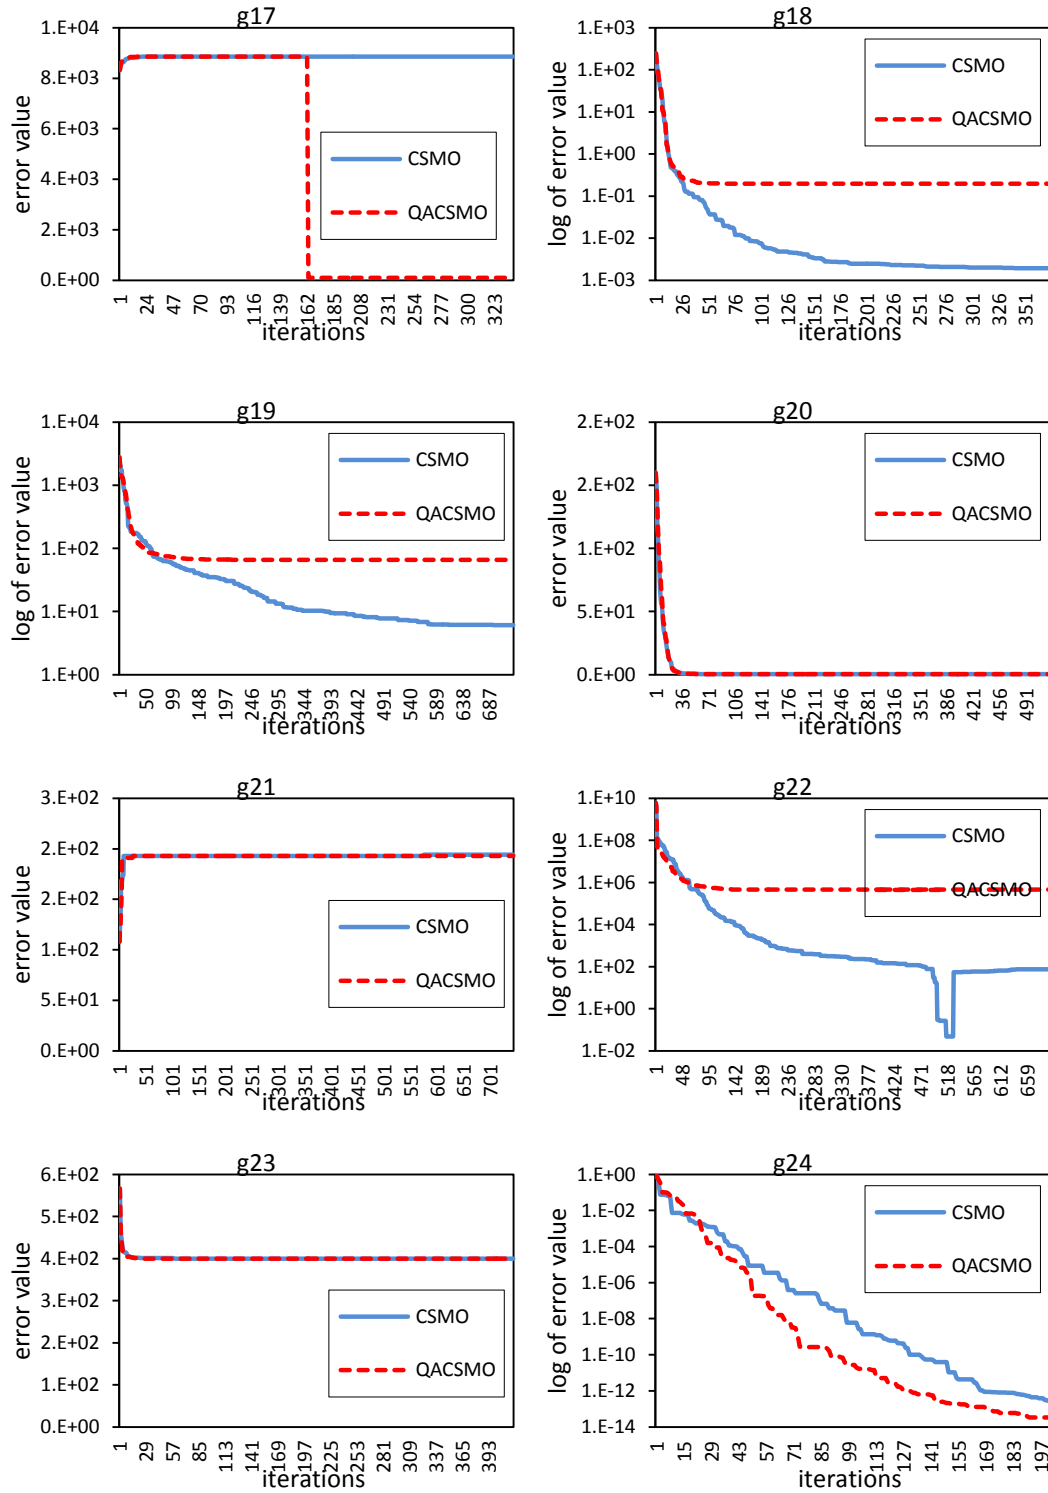 g17
1.E+04
8.E+03
6.E+03
4.E+03
2.E+03
0.E+00
error value
CSMO
QACSMO
1 24 47 70 93 116 139 162 185 208 231 254 277 300 323
iterations
g18
1.E+03
1.E+02
1.E+01
1.E+00
1.E-01
1.E-02
1.E-03
log of error value
CSMO
QACSMO
1 26 51 76 101 126 151 176 201 226 251 276 301 326 351
iterations
g19
1.E+04
1.E+03
1.E+02
1.E+01
1.E+00
log of error value
CSMO
QACSMO
1 50 99 148 197 246 295 344 393 442 491 540 589 638 687
iterations
g20
2.E+02
2.E+02
1.E+02
5.E+01
0.E+00
error value
CSMO
QACSMO
1 36 71 106 141 176 211 246 281 316 351 386 421 456 491
iterations
g21
3.E+02
2.E+02
2.E+02
1.E+02
5.E+01
0.E+00
error value
CSMO
QACSMO
1 51 101 151 201 251 301 351 401 451 501 551 601 651 701
iterations
g22
1.E+10
1.E+08
1.E+06
1.E+04
1.E+02
1.E+00
1.E-02
log of error value
CSMO
QACSMO
1 48 95 142 189 236 283 330 377 424 471 518 565 612 659
iterations
g23
6.E+02
5.E+02
4.E+02
3.E+02
2.E+02
1.E+02
0.E+00
error value
CSMO
QACSMO
1 29 57 85 113 141 169 197 225 253 281 309 337 365 393
iterations
g24
1.E+00
1.E-02
1.E-04
1.E-06
1.E-08
1.E-10
1.E-12
1.E-14
log of error value
CSMO
QACSMO
1 15 29 43 57 71 85 99 113 127 141 155 169 183 197
iterations